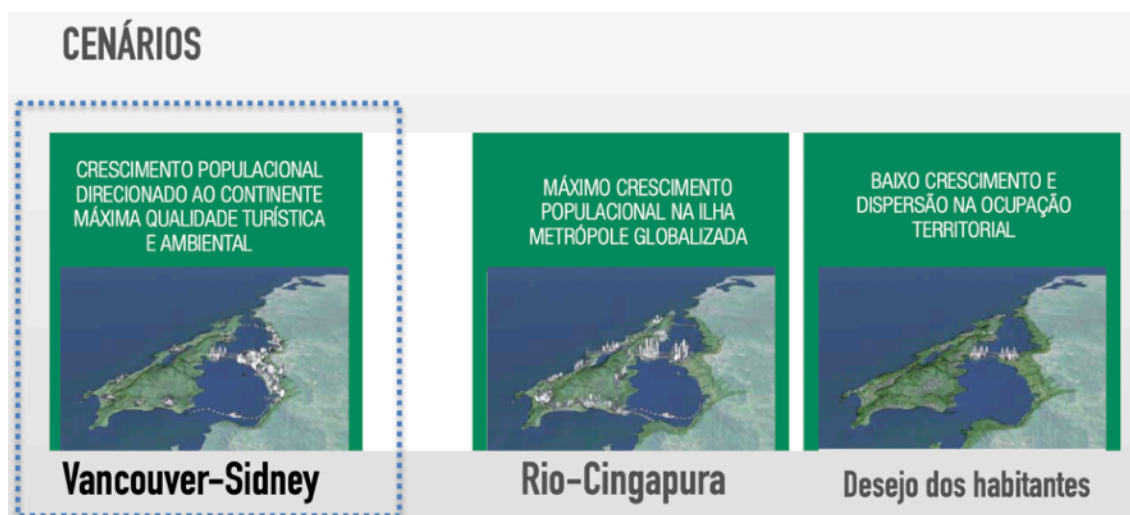 CENÁRIOS
CRESCIMENTO POPULACIONAL
DIRECIONADO AO CONTINENTE
MÁXIMA QUALIDADE TURÍSTICA
E AMBIENTAL
Vancouver-Sidney
MÁXIMO CRESCIMENTO
POPULACIONAL NA ILHA
METRÓPOLE GLOBALIZADA
Rio-Cingapura
BAIXO CRESCIMENTO E
DISPERSÃO NA OCUPAÇÃO
TERRITORIAL
Desejo dos habitantes